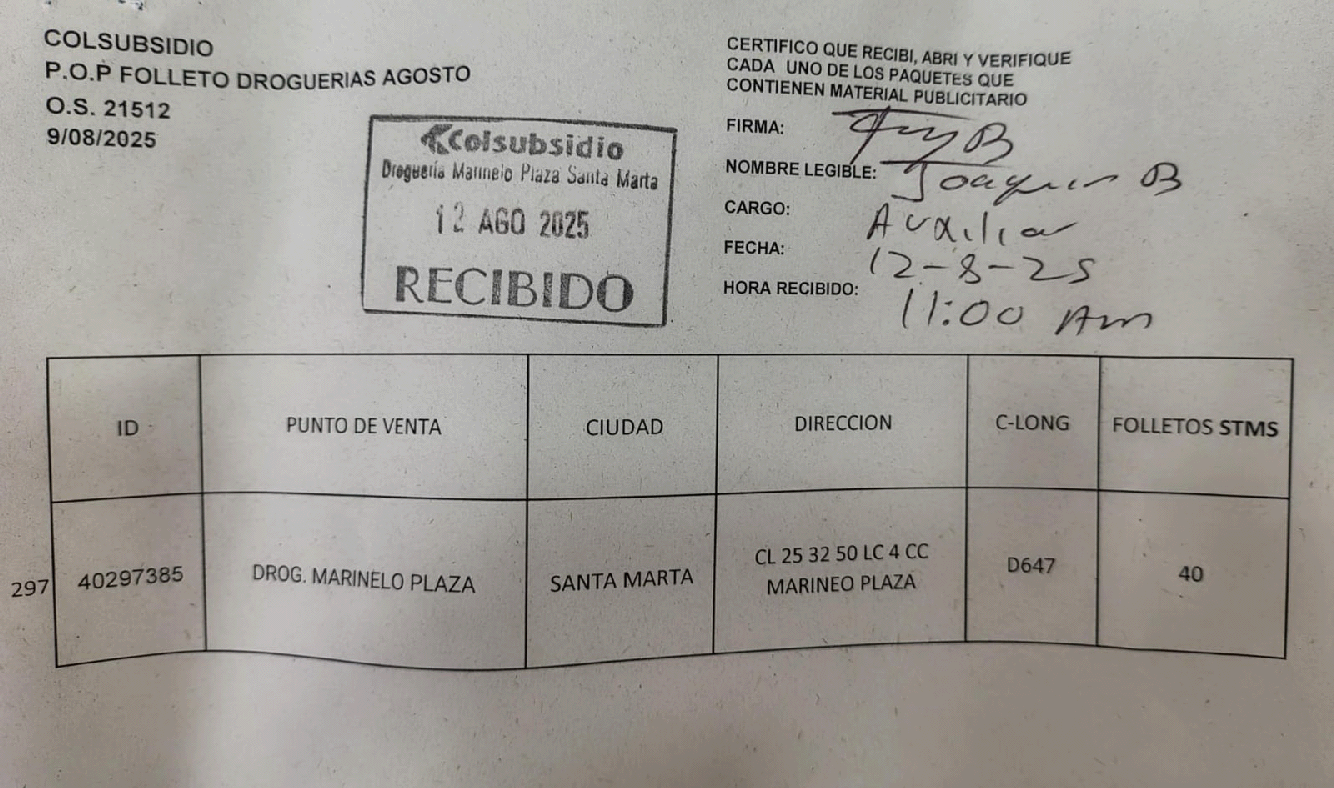 COLSUBSIDIO
P.O.P FOLLETO DROGUERIAS AGOSTO
O.S. 21512
9/08/2025
Colsubsidio
Droguería Marinelo Plaza Santa Marta
12 AGO 2025
RECIBIDO
CERTIFICO QUE RECIBI, ABRI Y VERIFIQUE
CADA UNO DE LOS PAQUETES QUE
CONTIENEN MATERIAL PUBLICITARIO
FIRMA:
NOMBRE LEGIBLE: Joaquin B
CARGO: Auxiliar
FECHA: 12-8-25
HORA RECIBIDO: 11:00 Am
ID PUNTO DE VENTA CIUDAD DIRECCION C-LONG FOLLETOS STMS
297 40297385 DROG. MARINELO PLAZA SANTA MARTA CL 25 32 50 LC 4 CC D647 40
MARINEO PLAZA